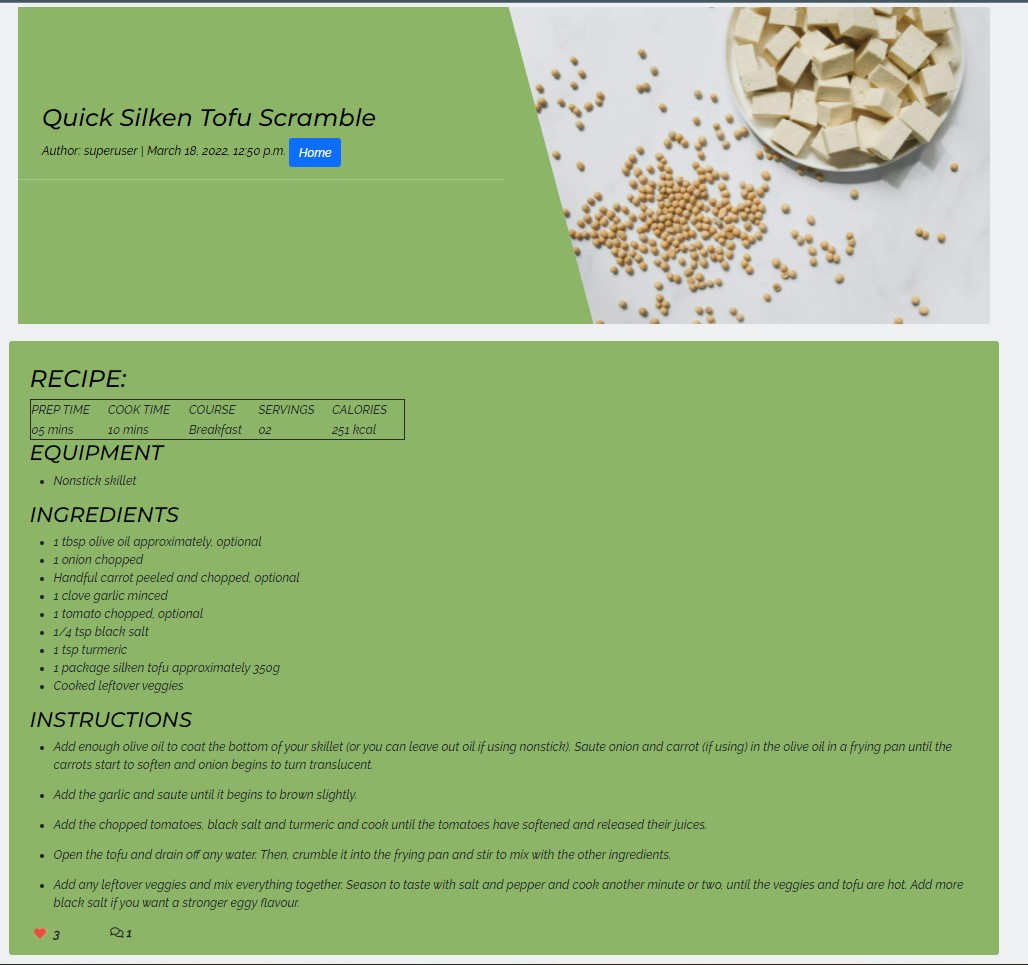 Quick Silken Tofu Scramble
Author: superuser | March 18, 2022, 12:50 p.m. Home
RECIPE:
PREP TIME COOK TIME COURSE SERVINGS CALORIES
05 mins 10 mins Breakfast 02 251 kcal
EQUIPMENT
Nonstick skillet
INGREDIENTS
1 tbsp olive oil approximately, optional
1 onion chopped
Handful carrot peeled and chopped, optional
1 clove garlic minced
1 tomato chopped, optional
1/4 tsp black salt
1 tsp turmeric
1 package silken tofu approximately 350g
Cooked leftover veggies
INSTRUCTIONS
Add enough olive oil to coat the bottom of your skillet (or you can leave out oil if using nonstick). Saute onion and carrot (if using) in the olive oil in a frying pan until the
carrots start to soften and onion begins to turn translucent.
Add the garlic and saute until it begins to brown slightly.
Add the chopped tomatoes, black salt and turmeric and cook until the tomatoes have softened and released their juices.
Open the tofu and drain off any water. Then, crumble it into the frying pan and stir to mix with the other ingredients.
Add any leftover veggies and mix everything together. Season to taste with salt and pepper and cook another minute or two, until the veggies and tofu are hot. Add more
black salt if you want a stronger eggy flavour.
3 1